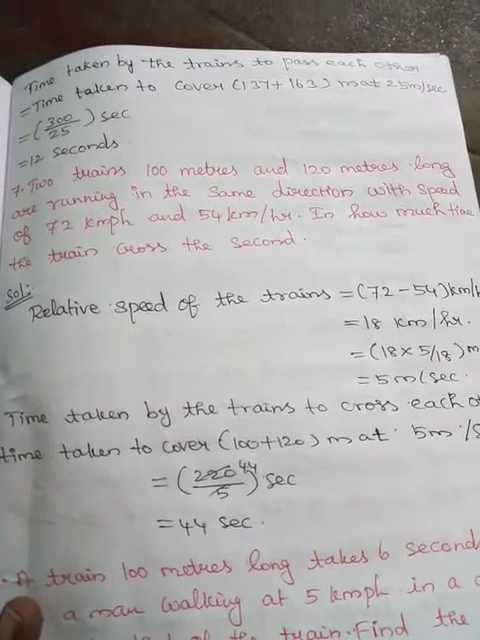 Time taken by the trains to pass each other
= Time taken to cover (137+163) m at 25m/sec
= (300/25) sec
= 12 seconds
7. Two trains 100 metres and 120 metres long
are running in the same direction with speed
of 72 kmph and 54 km/hr. In how much time
the train cross the second.
Sol:
Relative speed of the trains = (72-54) km/h
= 18 km/hr.
= (18 x 5/18) m
= 5m/sec.
Time taken by the trains to cross each o
time taken to cover (100+120) m at 5m/s
= (220/5)44 sec
= 44 sec.
A train 100 metres long takes 6 second
a man walking at 5 kmph in a
of the train. Find the